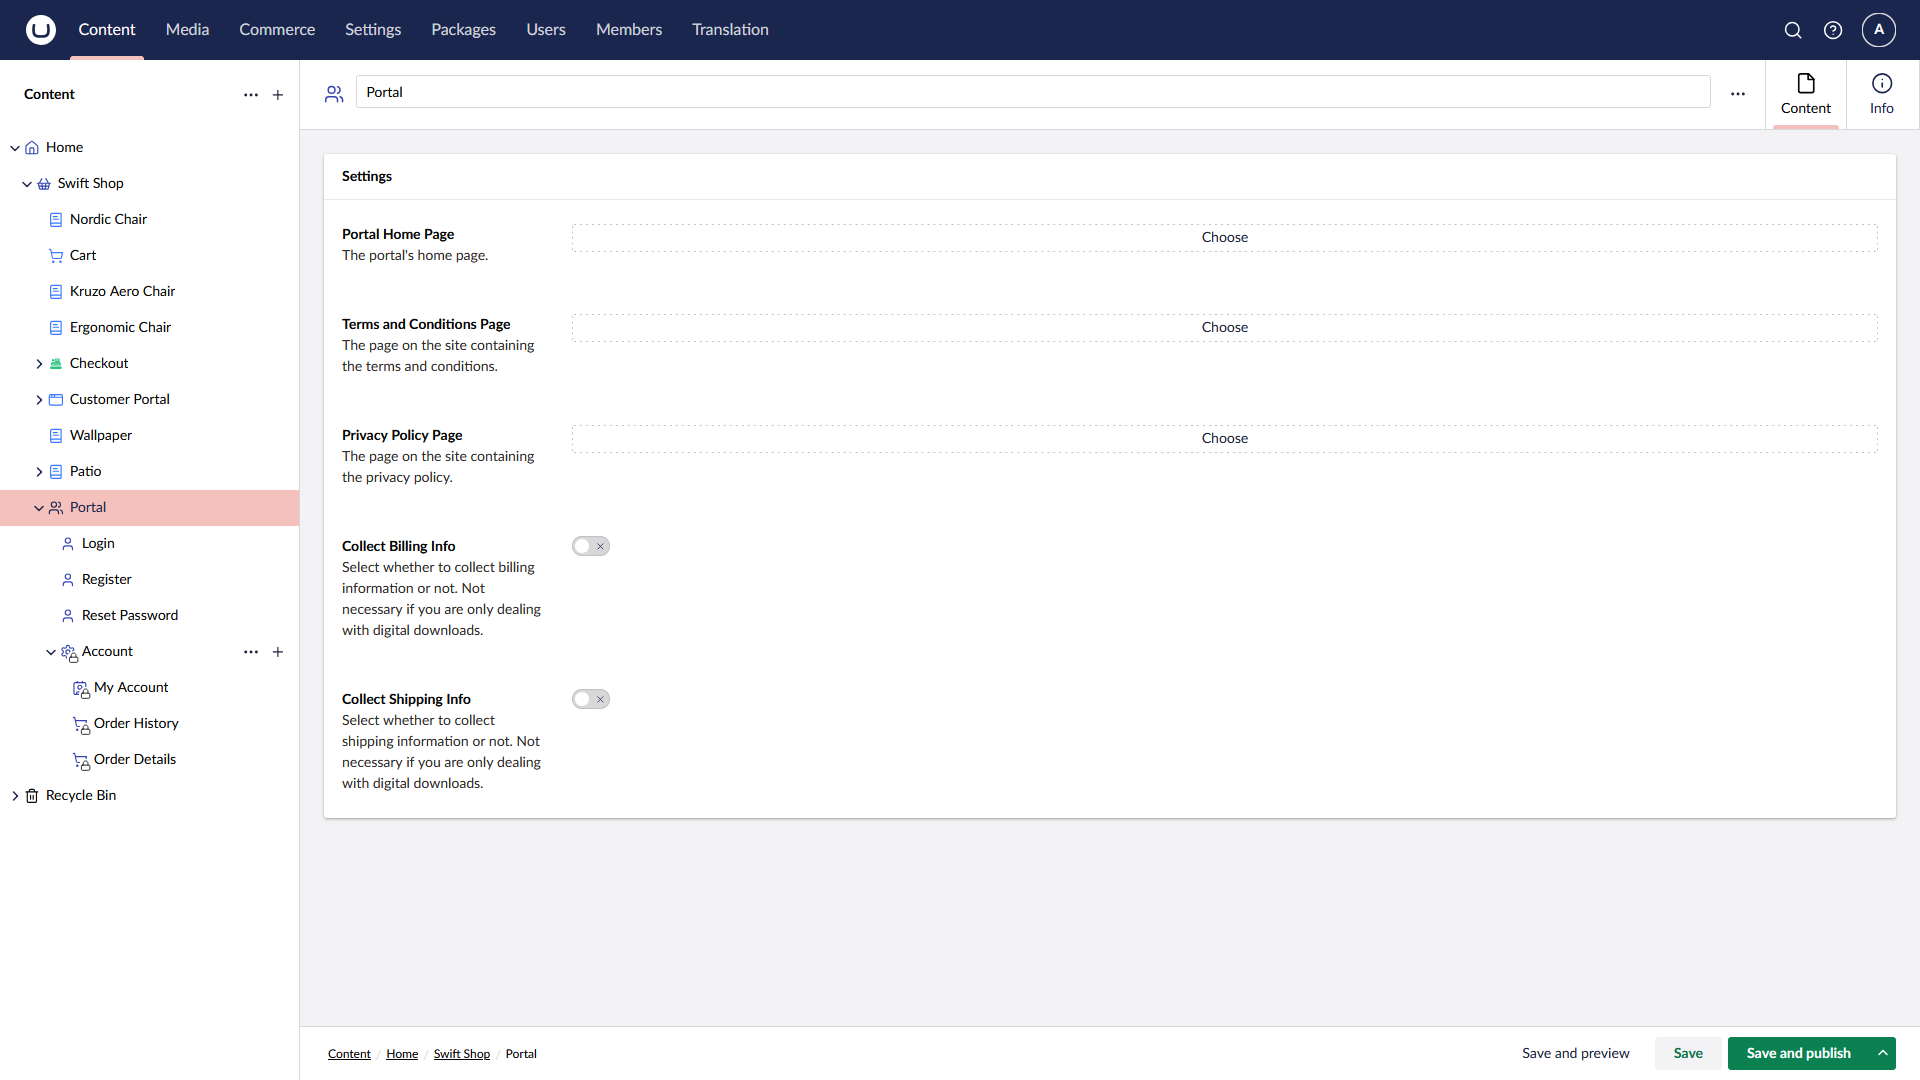 Content
Media
Commerce
Settings
Packages
Users
Members
Translation
A
Content
Home
Swift Shop
Nordic Chair
Cart
Kruzo Aero Chair
Ergonomic Chair
Checkout
Customer Portal
Wallpaper
Patio
Portal
Login
Register
Reset Password
Account
My Account
Order History
Order Details
Recycle Bin
Portal
Content
Info
Settings
Portal Home Page
The portal's home page.
Choose
Terms and Conditions Page
The page on the site containing
the terms and conditions.
Choose
Privacy Policy Page
The page on the site containing
the privacy policy.
Choose
Collect Billing Info
Select whether to collect billing
information or not. Not
necessary if you are only dealing
with digital downloads.
Collect Shipping Info
Select whether to collect
shipping information or not. Not
necessary if you are only dealing
with digital downloads.
Content / Home / Swift Shop / Portal
Save and preview
Save
Save and publish